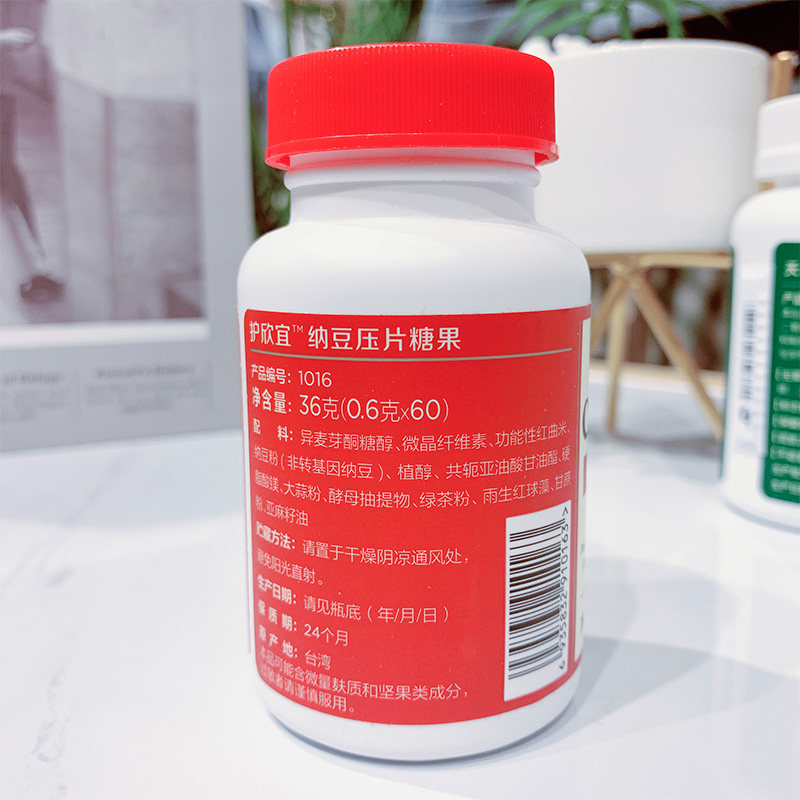 护欣宜™ 纳豆压片糖果
产品编号: 1016
净含量: 36克(0.6克x60)
配 料: 异麦芽酮糖醇、微晶纤维素、功能性红曲米、
纳豆粉(非转基因纳豆)、植醇、共轭亚油酸甘油酯、硬
脂酸镁、大蒜粉、酵母抽提物、绿茶粉、雨生红球藻、甘蔗
粉、亚麻籽油
贮藏方法: 请置于干燥阴凉通风处,
避免阳光直射。
生产日期: 请见瓶底(年/月/日)
保 质 期: 24个月
原 产 地: 台湾
本品可能含微量麸质和坚果类成分,
过敏者请谨慎服用。
6 935832 910163>